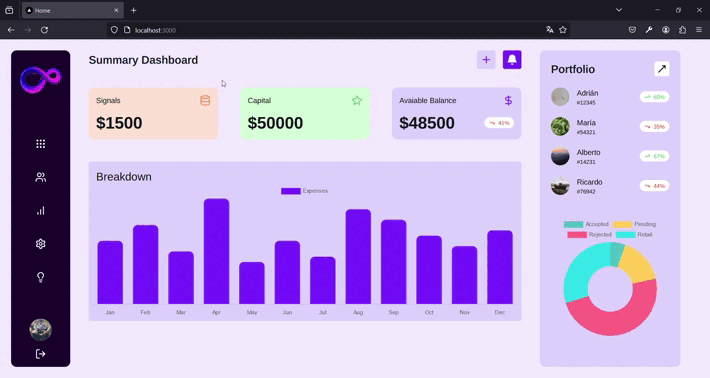 Home
localhost:3000
Summary Dashboard
Signals
$1500
Capital
$50000
Avaiable Balance
$48500
41%
Breakdown
Expenses
Jan Feb Mar Apr May Jun Jul Aug Sep Oct Nov Dec
Portfolio
Adrián
#12345
69%
María
#54321
35%
Alberto
#14231
67%
Ricardo
#76942
44%
Accepted Pending
Rejected Retail